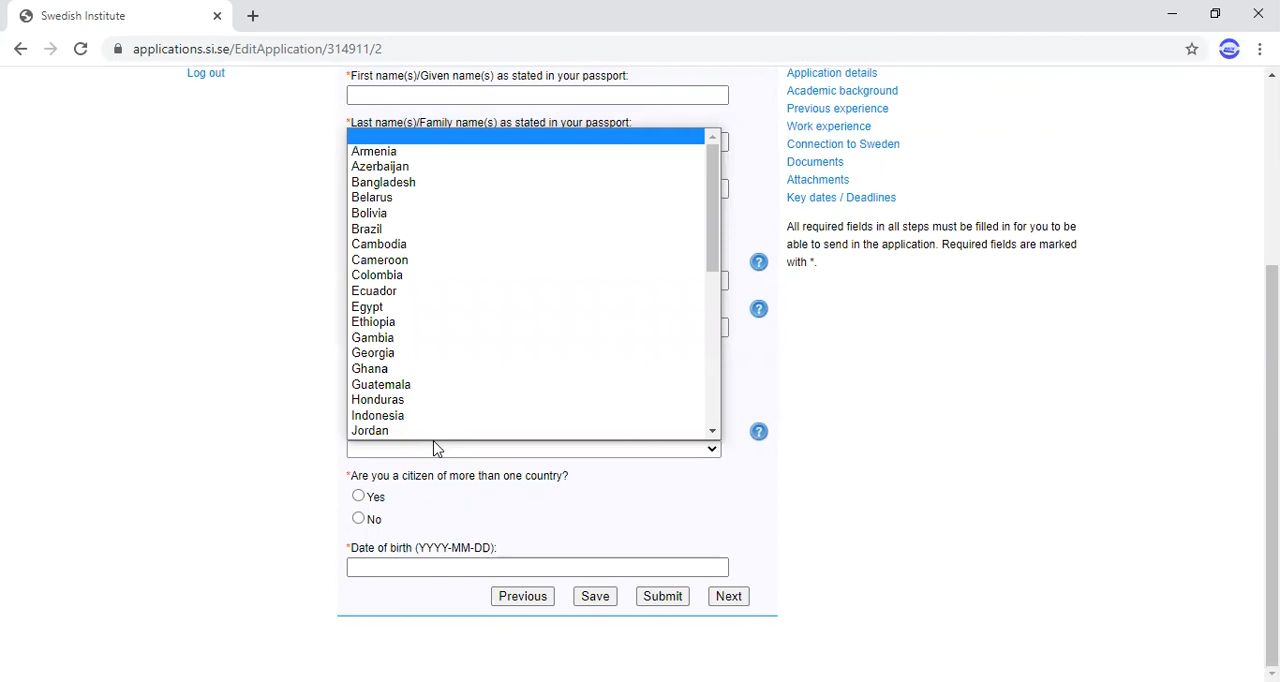 Swedish Institute
applications.si.se/EditApplication/314911/2
Log out
*First name(s)/Given name(s) as stated in your passport:
*Last name(s)/Family name(s) as stated in your passport:
Armenia
Azerbaijan
Bangladesh
Belarus
Bolivia
Brazil
Cambodia
Cameroon
Colombia
Ecuador
Egypt
Ethiopia
Gambia
Georgia
Ghana
Guatemala
Honduras
Indonesia
Jordan
*Are you a citizen of more than one country?
Yes
No
*Date of birth (YYYY-MM-DD):
Previous Save Submit Next
Application details
Academic background
Previous experience
Work experience
Connection to Sweden
Documents
Attachments
Key dates / Deadlines
All required fields in all steps must be filled in for you to be
able to send in the application. Required fields are marked
with *.